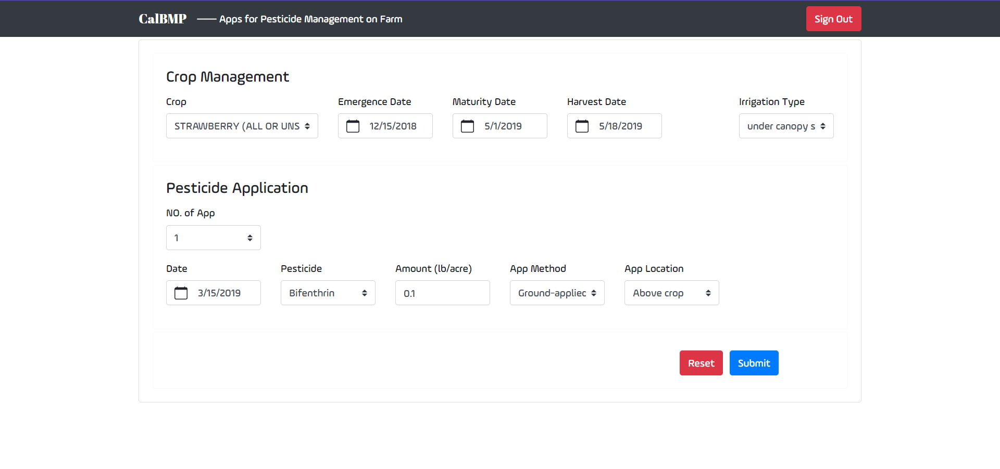 CalBMP —— Apps for Pesticide Management on Farm Sign Out
Crop Management
Crop Emergence Date Maturity Date Harvest Date Irrigation Type
STRAWBERRY (ALL OR UNS 12/15/2018 5/1/2019 5/18/2019 under canopy s
Pesticide Application
NO. of App
1
Date Pesticide Amount (lb/acre) App Method App Location
3/15/2019 Bifenthrin 0.1 Ground-applied Above crop
Reset Submit